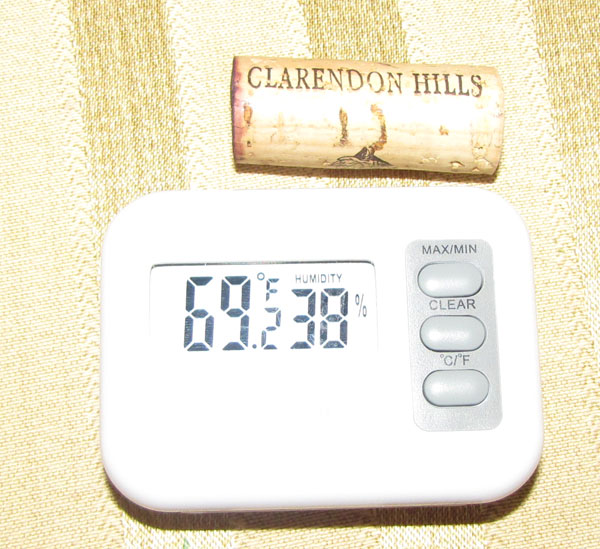 CLARENDON HILLS
MAX/MIN
HUMIDITY
69.2°F 38%
CLEAR
°C/°F